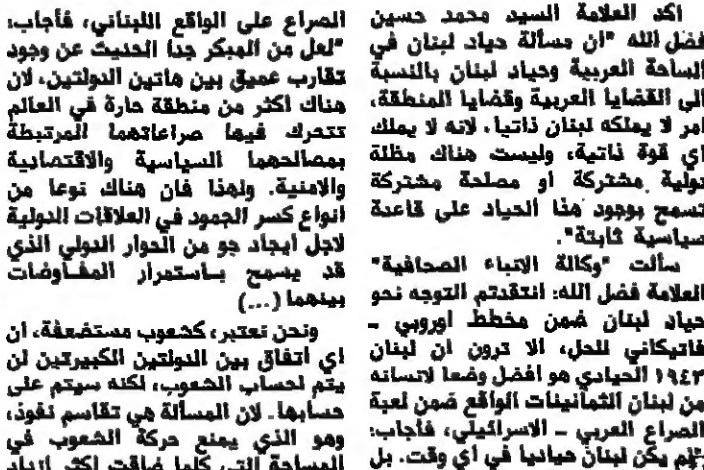 اكد العلامة السيد محمد حسين
فضل الله "ان مسألة حياد لبنان في
الساحة العربية وحياد لبنان بالنسبة
الى القضايا العربية وقضايا المنطقة،
امر لا يملكه لبنان ذاتيا، لانه لا يملك
اي قوة ذاتية، وليست هناك مظلة
دولية مشتركة او مصلحة مشتركة
تسمح بوجود هذا الحياد على قاعدة
سياسية ثابتة".
سألت "وكالة الانباء الصحافية"
العلامة فضل الله: انتقدتم التوجه نحو
حياد لبنان ضمن مخطط اوروبي -
فاتيكاني للحل، الا ترون ان لبنان
١٩٤٣ الحيادي هو افضل وضعا لانسانه
من لبنان الثمانينات الواقع ضمن لعبة
الصراع العربي - الاسرائيلي، فأجاب:
"لم يكن لبنان حياديا في اي وقت. بل
الصراع على الواقع اللبناني، فأجاب:
"لعل من المبكر جدا الحديث عن وجود
تقارب عميق بين هاتين الدولتين، لان
هناك اكثر من منطقة حارة في العالم
تتحرك فيها صراعاتهما المرتبطة
بمصالحهما السياسية والاقتصادية
والامنية. ولهذا فان هناك نوعا من
انواع كسر الجمود في العلاقات الدولية
لاجل ايجاد جو من الحوار الدولي الذي
قد يسمح بـاستمرار المفـاوضات
بينهما (...)
ونحن نعتبر، كشعوب مستضعفة، ان
اي اتفاق بين الدولتين الكبيرتين لن
يتم لحساب الشعوب، لكنه سيتم على
حسابها. لان المسألة هي تقاسم نفوذ،
وهو الذي يمنع حركة الشعوب في
المساحة التي كلما ضاقت اكثر ازداد